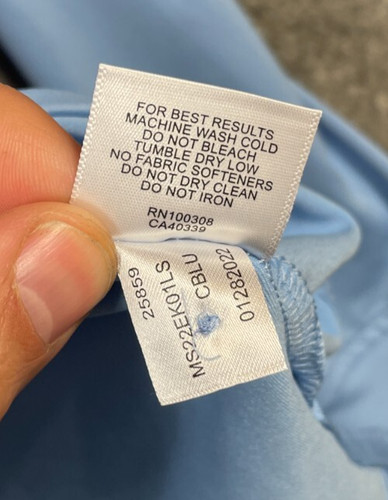 FOR BEST RESULTS
MACHINE WASH COLD
DO NOT BLEACH
TUMBLE DRY LOW
NO FABRIC SOFTENERS
DO NOT DRY CLEAN
DO NOT IRON
RN100308
CA40339
25859
MS22EK01LS
CBLU
01282022